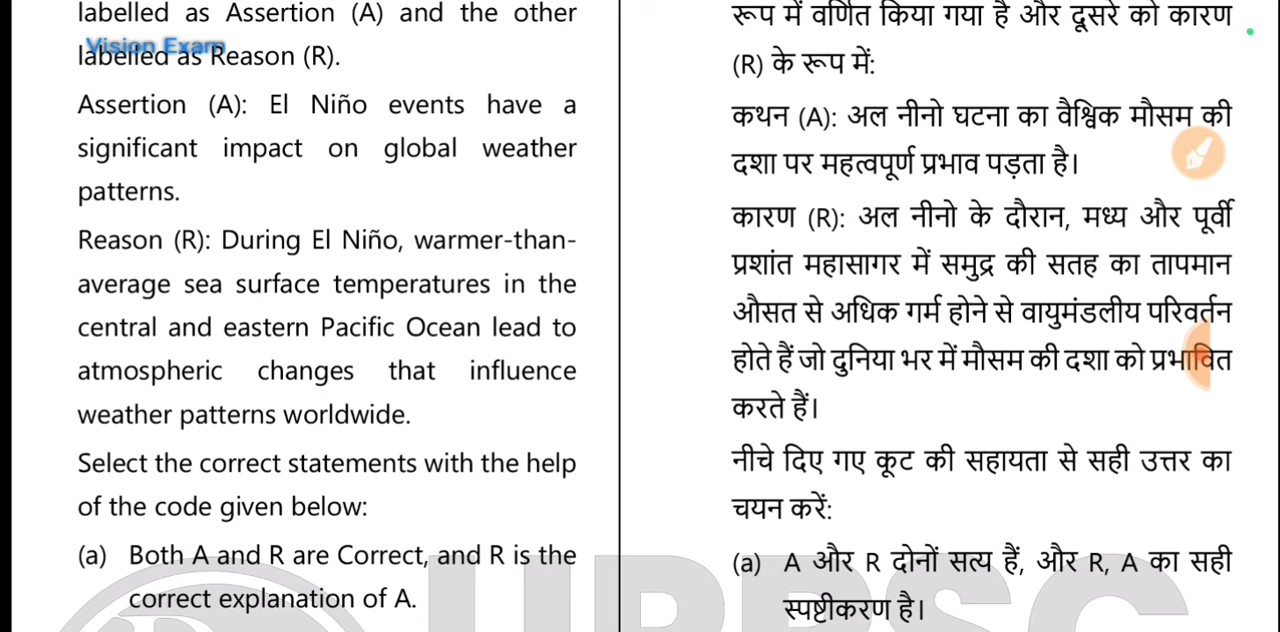 labelled as Assertion (A) and the other
labelled as Reason (R).
Vision Exam
Assertion (A): El Niño events have a
significant impact on global weather
patterns.
Reason (R): During El Niño, warmer-than-
average sea surface temperatures in the
central and eastern Pacific Ocean lead to
atmospheric changes that influence
weather patterns worldwide.
Select the correct statements with the help
of the code given below:
(a) Both A and R are Correct, and R is the
correct explanation of A.
रूप में वर्णित किया गया है और दूसरे को कारण
(R) के रूप में:
कथन (A): अल नीनो घटना का वैश्विक मौसम की
दशा पर महत्वपूर्ण प्रभाव पड़ता है।
कारण (R): अल नीनो के दौरान, मध्य और पूर्वी
प्रशांत महासागर में समुद्र की सतह का तापमान
औसत से अधिक गर्म होने से वायुमंडलीय परिवर्तन
होते हैं जो दुनिया भर में मौसम की दशा को प्रभावित
करते हैं।
नीचे दिए गए कूट की सहायता से सही उत्तर का
चयन करें:
(a) A और R दोनों सत्य हैं, और R, A का सही
स्पष्टीकरण है।
UPPSC